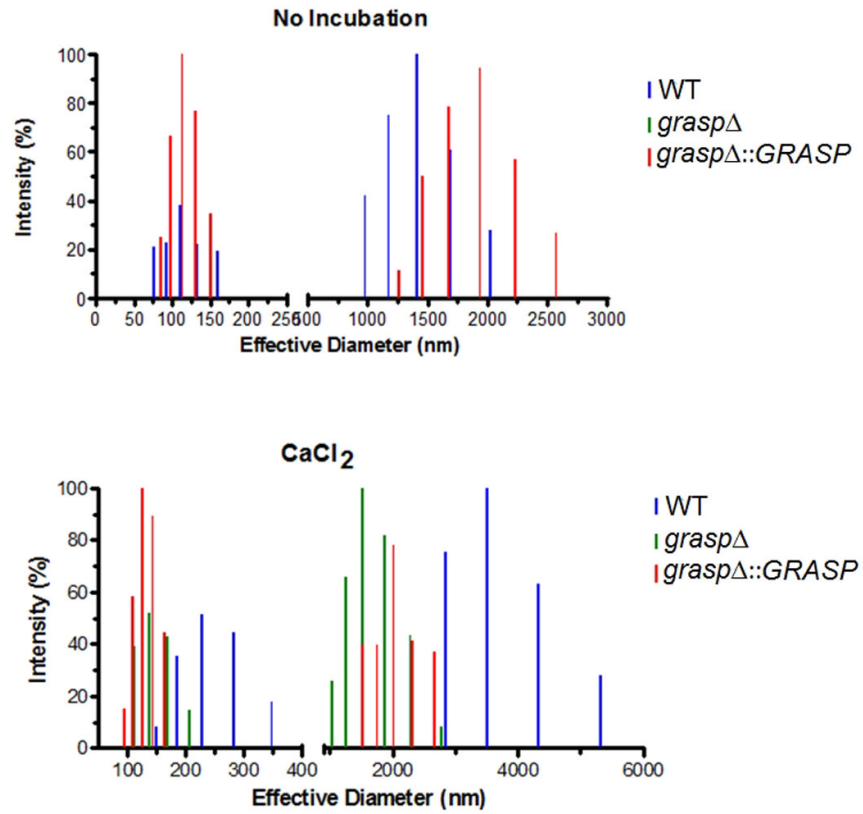 No Incubation
100
80
60
40
20
0
Intensity (%)
0 50 100 150 200 250 500 1000 1500 2000 2500 3000
Effective Diameter (nm)
WT
graspΔ
graspΔ::GRASP
CaCl2
100
80
60
40
20
0
Intensity (%)
100 200 300 400 2000 4000 6000
Effective Diameter (nm)
WT
graspΔ
graspΔ::GRASP